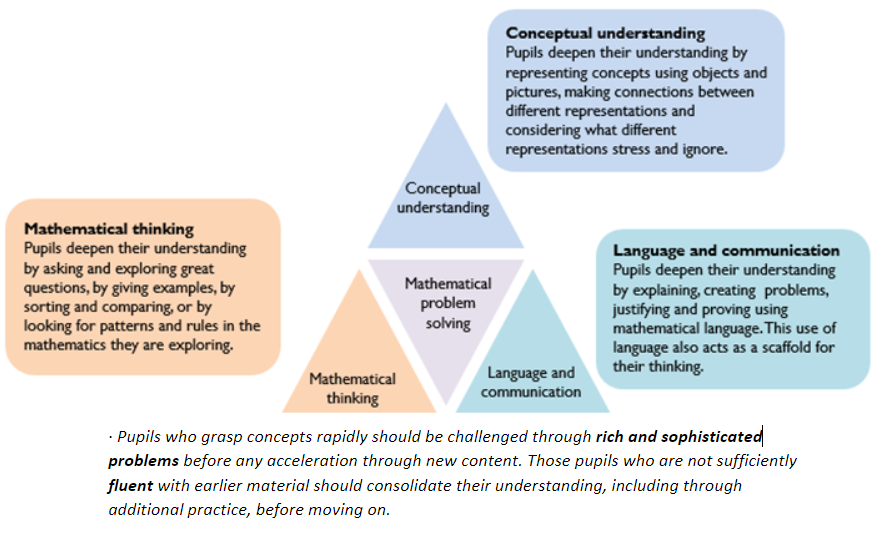 Conceptual understanding
Pupils deepen their understanding by
representing concepts using objects and
pictures, making connections between
different representations and
considering what different
representations stress and ignore.
Conceptual
understanding
Mathematical thinking
Pupils deepen their understanding
by asking and exploring great
questions, by giving examples, by
sorting and comparing, or by
looking for patterns and rules in the
mathematics they are exploring.
Mathematical
problem
solving
Language and communication
Pupils deepen their understanding
by explaining, creating problems,
justifying and proving using
mathematical language. This use of
language also acts as a scaffold for
their thinking.
Mathematical
thinking
Language and
communication
· Pupils who grasp concepts rapidly should be challenged through rich and sophisticated
problems before any acceleration through new content. Those pupils who are not sufficiently
fluent with earlier material should consolidate their understanding, including through
additional practice, before moving on.